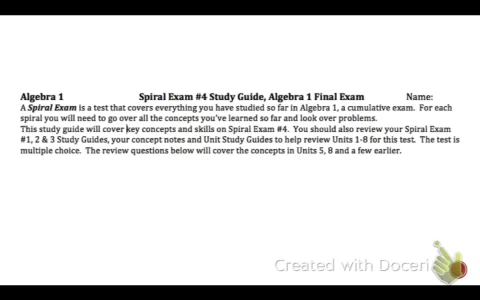 Algebra 1 Spiral Exam #4 Study Guide, Algebra 1 Final Exam Name:
A Spiral Exam is a test that covers everything you have studied so far in Algebra 1, a cumulative exam. For each
spiral you will need to go over all the concepts you've learned so far and look over problems.
This study guide will cover key concepts and skills on Spiral Exam #4. You should also review your Spiral Exam
#1, 2 & 3 Study Guides, your concept notes and Unit Study Guides to help review Units 1-8 for this test. The test is
multiple choice. The review questions below will cover the concepts in Units 5, 8 and a few earlier.
Created with Doceri